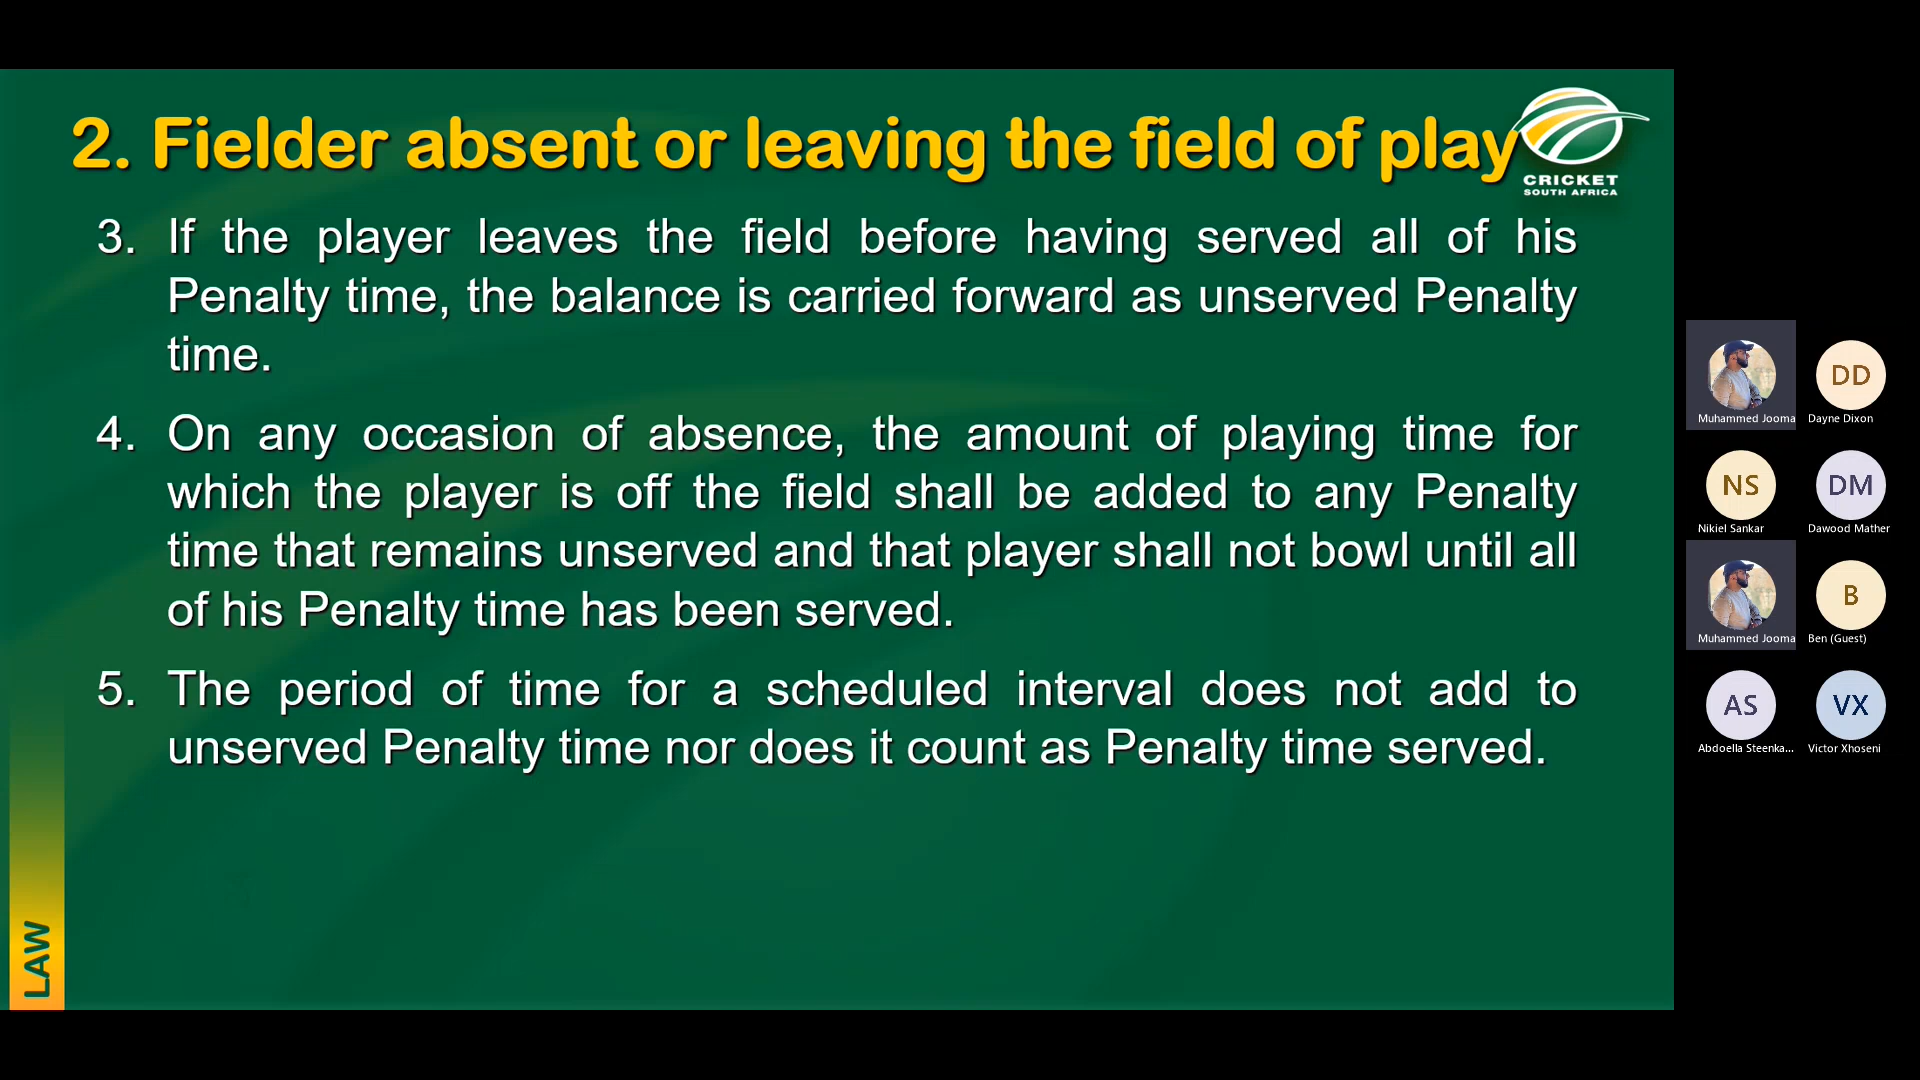 2. Fielder absent or leaving the field of play
CRICKET
SOUTH AFRICA
3. If the player leaves the field before having served all of his
Penalty time, the balance is carried forward as unserved Penalty
time.
4. On any occasion of absence, the amount of playing time for
which the player is off the field shall be added to any Penalty
time that remains unserved and that player shall not bowl until all
of his Penalty time has been served.
5. The period of time for a scheduled interval does not add to
unserved Penalty time nor does it count as Penalty time served.
LAW
Muhammed Jooma
DD
Dayne Dixon
NS
Nikiel Sankar
DM
Dawood Mather
Muhammed Jooma
B
Ben (Guest)
AS
Abdoella Steenka...
VX
Victor Xhoseni